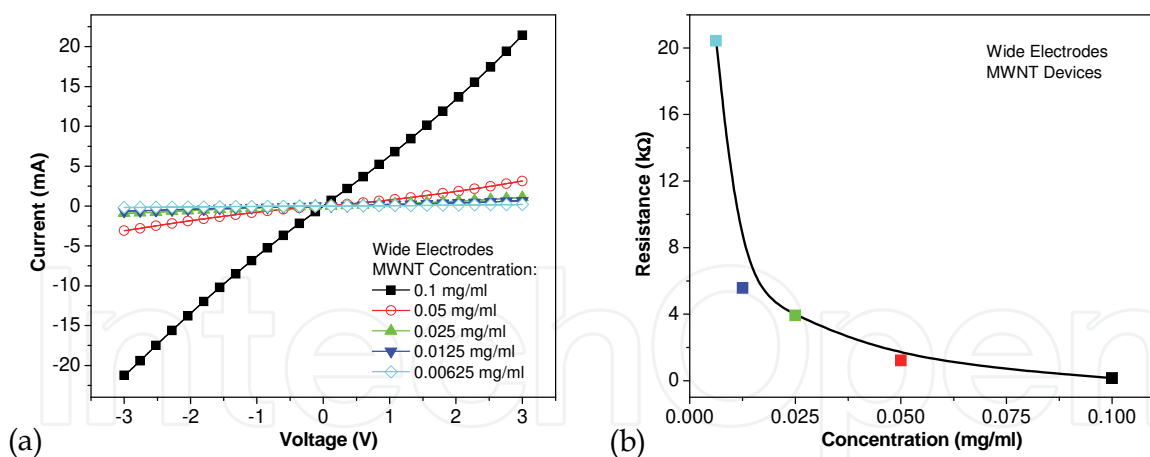 20
15
10
5
0
-5
-10
-15
-20
Current (mA)
-3 -2 -1 0 1 2 3
Voltage (V)
Wide Electrodes
MWNT Concentration:
0.1 mg/ml
0.05 mg/ml
0.025 mg/ml
0.0125 mg/ml
0.00625 mg/ml
(a)
20
16
12
8
4
0
Resistance (kΩ)
0.000 0.025 0.050 0.075 0.100
Concentration (mg/ml)
Wide Electrodes
MWNT Devices
(b)
IntechOpen